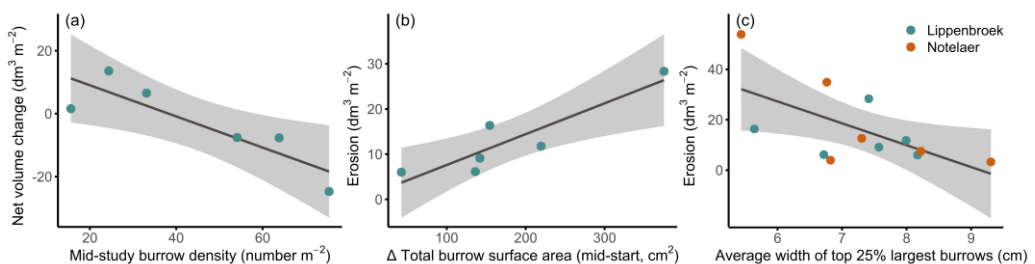 (a)
Net volume change (dm³ m⁻²)
20
0
-20
20
40
60
80
Mid-study burrow density (number m⁻²)
(b)
Erosion (dm³ m⁻²)
30
20
10
0
100
200
300
Δ Total burrow surface area (mid-start, cm²)
(c)
Lippenbroek
Notelaer
Erosion (dm³ m⁻²)
40
20
0
6
7
8
9
Average width of top 25% largest burrows (cm)